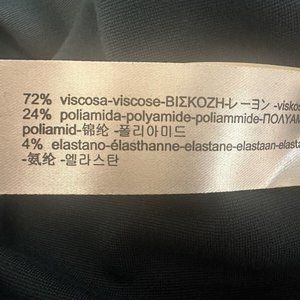 72% viscosa-viscose-ΒΙΣΚΟΖΗ-レーヨン -viskos
24% poliamida-polyamide-poliammide-ΠΟΛΥΑΜ
poliamid-锦纶 -폴리아미드
4% elastano-élasthanne-elastane-elastaan-elasta
-氨纶 -엘라스탄